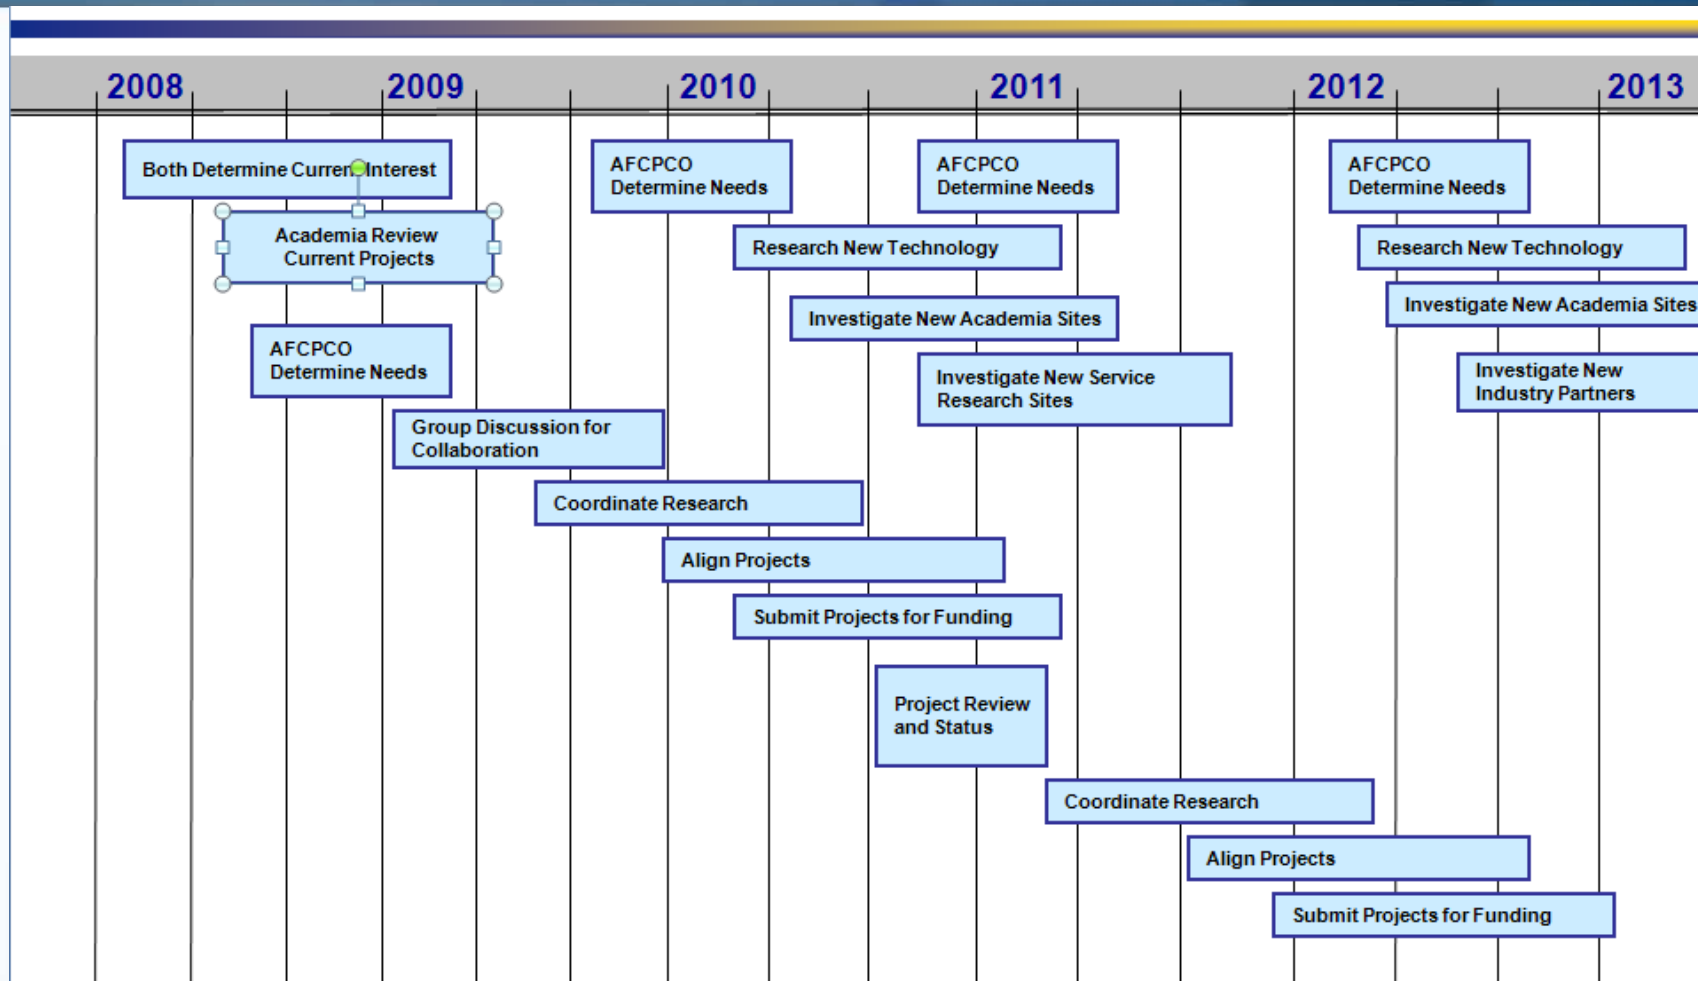 2008 2009 2010 2011 2012 2013
Both Determine Current Interest
Academia Review
Current Projects
AFCPCO
Determine Needs
Group Discussion for
Collaboration
Coordinate Research
Align Projects
Submit Projects for Funding
Project Review
and Status
AFCPCO
Determine Needs
Research New Technology
Investigate New Academia Sites
AFCPCO
Determine Needs
Investigate New Service
Research Sites
Coordinate Research
Align Projects
Submit Projects for Funding
AFCPCO
Determine Needs
Research New Technology
Investigate New Academia Sites
Investigate New
Industry Partners